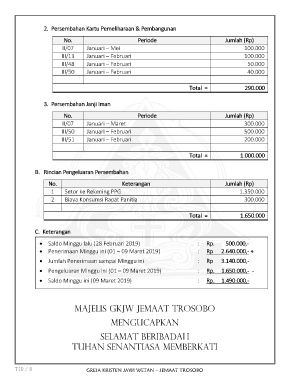 2. Persembahan Kartu Pemeliharaan & Pembangunan
No. Periode Jumlah (Rp)
II/07 Januari – Mei 100.000
III/13 Januari – Februari 100.000
III/48 Januari – Februari 50.000
III/50 Januari – Februari 40.000
Total = 290.000
3. Persembahan Janji Iman
No. Periode Jumlah (Rp)
II/07 Januari – Maret 300.000
III/50 Januari – Februari 500.000
III/51 Januari – Februari 200.000
Total = 1.000.000
B. Rincian Pengeluaran Persembahan
No. Keterangan Jumlah (Rp)
1 Setor ke Rekening PPG 1.350.000
2 Biaya Konsumsi Rapat Panitia 300.000
Total = 1.650.000
C. Keterangan
• Saldo Minggu lalu (28 Februari 2019) : Rp. 500.000,-
• Penerimaan Minggu ini (01 – 09 Maret 2019) : Rp 2.640.000,- +
• Jumlah Penerimaan sampai Minggu ini : Rp. 3.140.000,-
• Pengeluaran Minggu ini (01 – 09 Maret 2019) : Rp. 1.650.000,- -
• Saldo Minggu ini (09 Maret 2019) : Rp. 1.490.000,-
MAJELIS GKJW JEMAAT TROSOBO
MENGUCAPKAN
SELAMAT BERIBADAH
TUHAN SENANTIASA MEMBERKATI
GREJA KRISTEN JAWI WETAN – JEMAAT TROSOBO